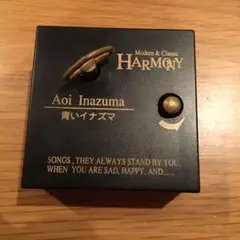 Modern & Classic
HARMONY
Aoi Inazuma
青いイナズマ
SONGS, THEY ALWAYS STAND BY YOU,
WHEN YOU ARE SAD, HAPPY, AND.....